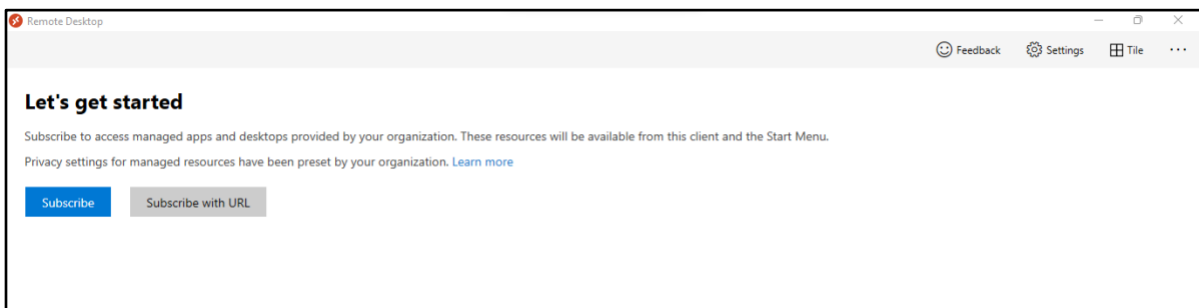 Remote Desktop
Feedback Settings Tile
Let's get started
Subscribe to access managed apps and desktops provided by your organization. These resources will be available from this client and the Start Menu.
Privacy settings for managed resources have been preset by your organization. Learn more
Subscribe Subscribe with URL